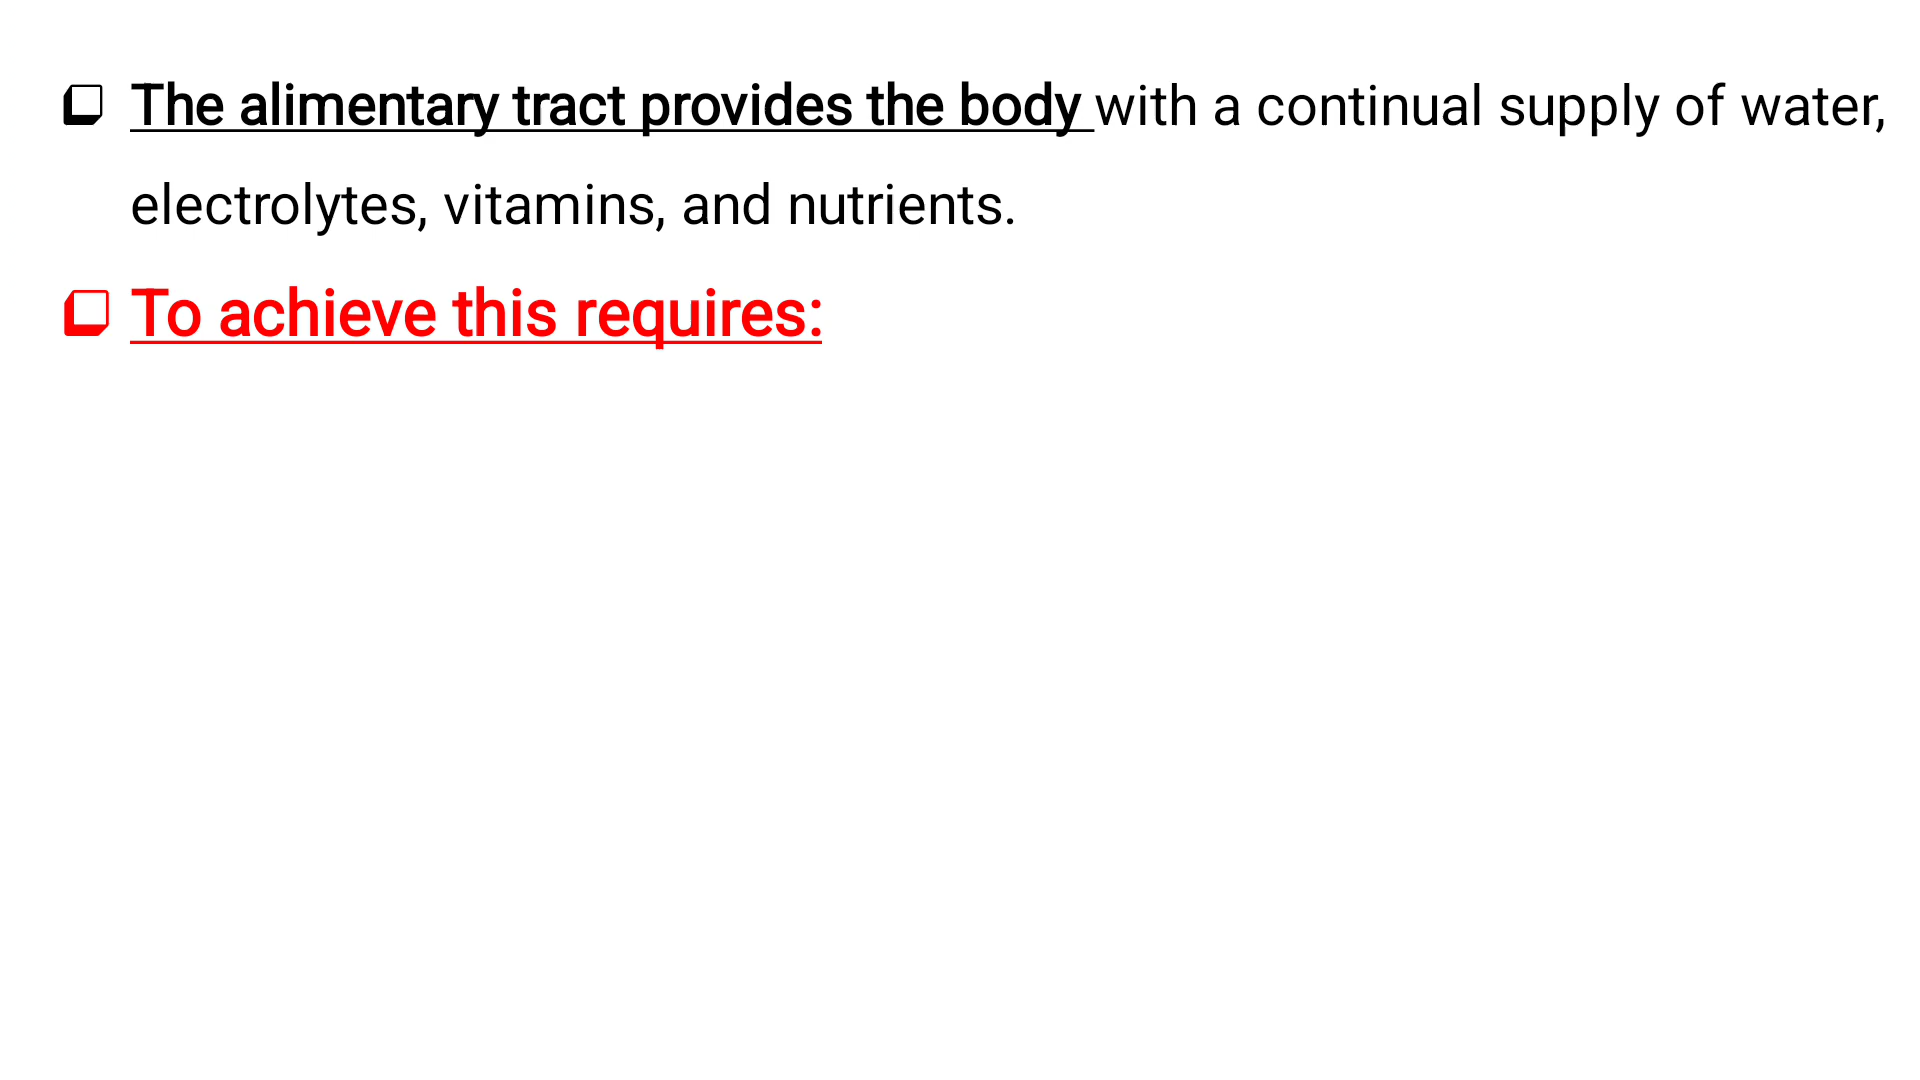 ❑ The alimentary tract provides the body with a continual supply of water,
electrolytes, vitamins, and nutrients.
❑ To achieve this requires: